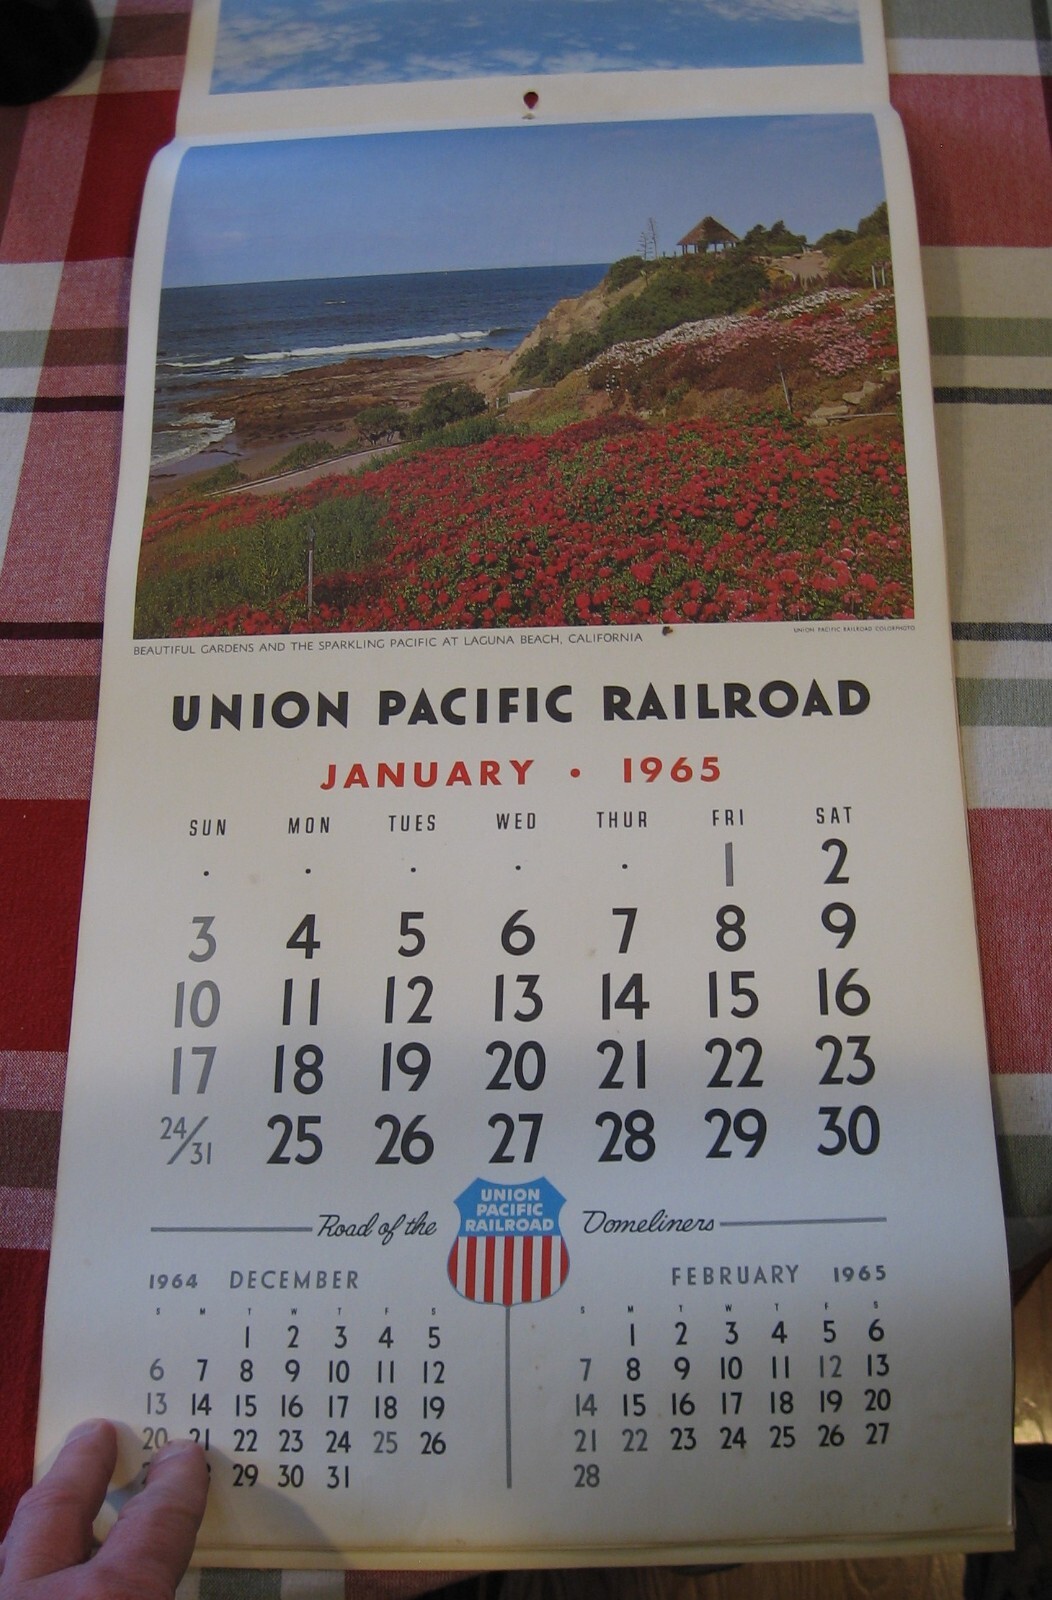 BEAUTIFUL GARDENS AND THE SPARKLING PACIFIC AT LAGUNA BEACH, CALIFORNIA
UNION PACIFIC RAILROAD COLORPHOTO
UNION PACIFIC RAILROAD
JANUARY • 1965
SUN MON TUES WED THUR FRI SAT
. . . . . 1 2
3 4 5 6 7 8 9
10 11 12 13 14 15 16
17 18 19 20 21 22 23
24/31 25 26 27 28 29 30
UNION
PACIFIC
RAILROAD
Road of the Domeliners
1964 DECEMBER
S M T W T F S
1 2 3 4 5
6 7 8 9 10 11 12
13 14 15 16 17 18 19
20 21 22 23 24 25 26
29 30 31
FEBRUARY 1965
S M T W T F S
1 2 3 4 5 6
7 8 9 10 11 12 13
14 15 16 17 18 19 20
21 22 23 24 25 26 27
28